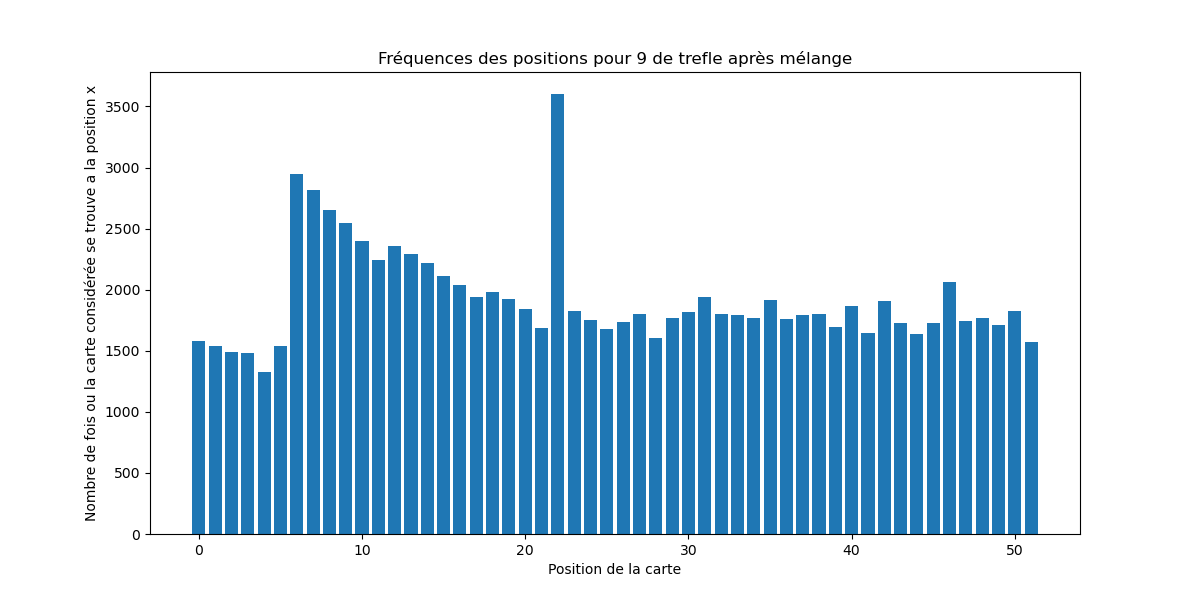 Fréquences des positions pour 9 de trefle après mélange
Nombre de fois ou la carte considérée se trouve a la position x
3500
3000
2500
2000
1500
1000
500
0
0 10 20 30 40 50
Position de la carte